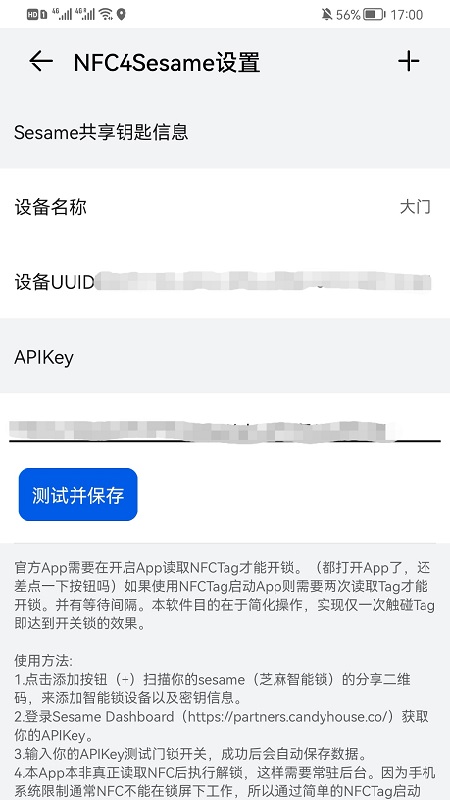 HD 1 4G 4G 56% 17:00
NFC4Sesame设置
Sesame共享钥匙信息
设备名称 大门
设备UUID
APIKey
测试并保存
官方App需要在开启App读取NFCTag才能开锁。（都打开App了，还
差点一下按钮吗）如果使用NFCTag启动App则需要两次读取Tag才能
开锁。并有等待间隔。本软件目的在于简化操作，实现仅一次触碰Tag
即达到开关锁的效果。
使用方法:
1.点击添加按钮（+）扫描你的sesame（芝麻智能锁）的分享二维
码，来添加智能锁设备以及密钥信息。
2.登录Sesame Dashboard（https://partners.candyhouse.co/）获取
你的APIKey。
3.输入你的APIKey测试门锁开关，成功后会自动保存数据。
4.本App本非真正读取NFC后执行解锁，这样需要常驻后台。因为手机
系统限制通常NFC不能在锁屏下工作，所以通过简单的NFCTag启动